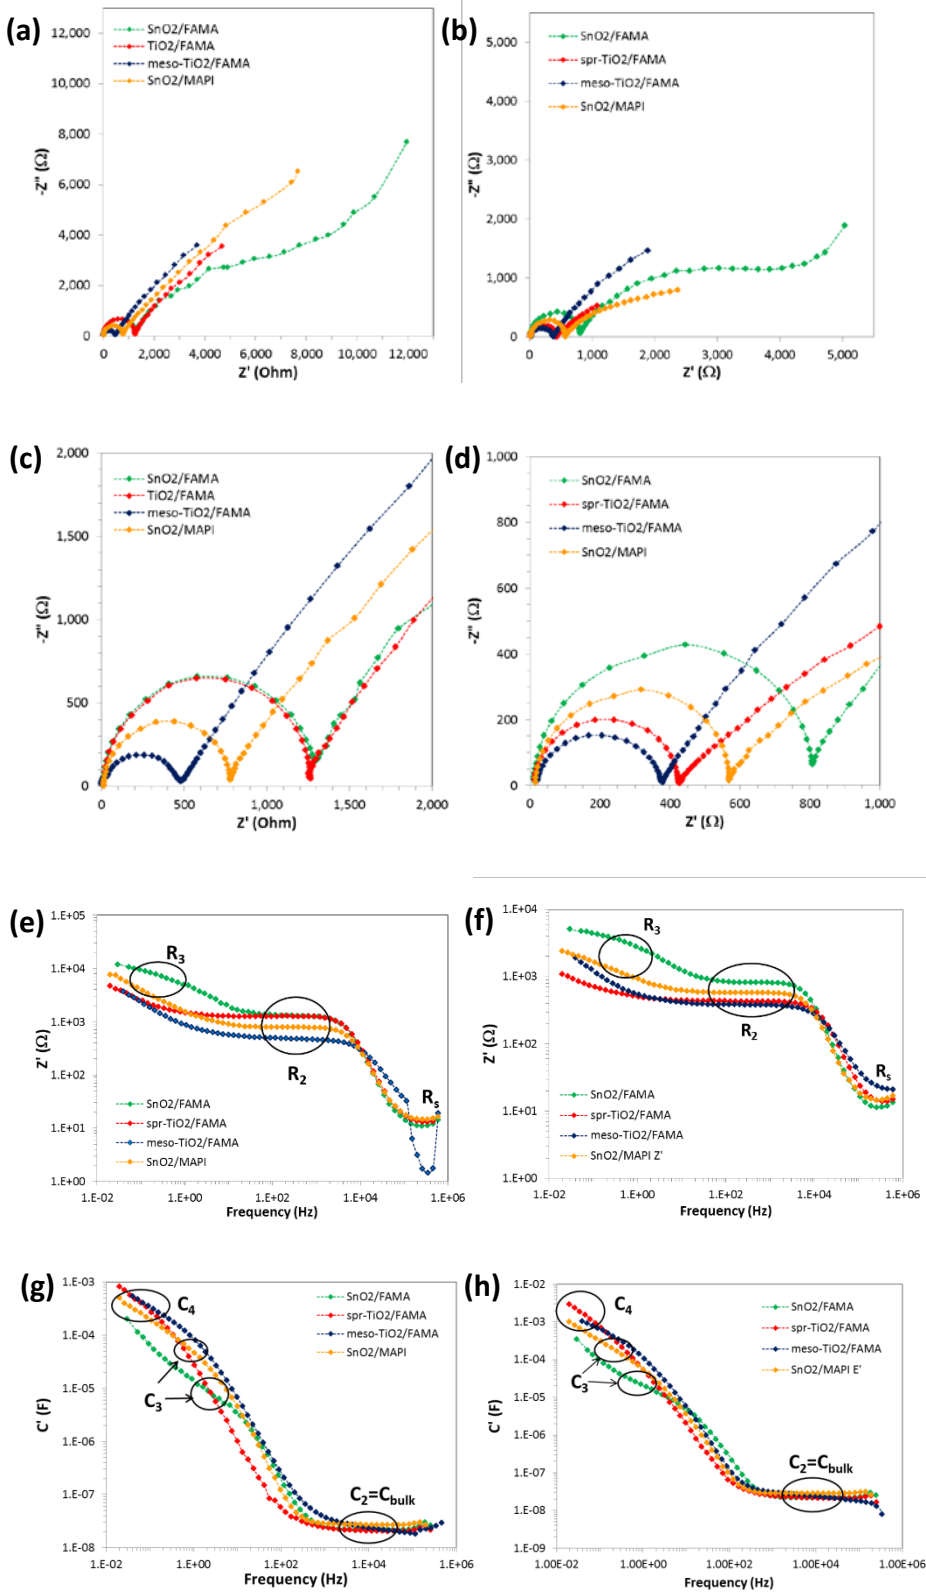 (a)
13,000
11,000
10,000
8,000
6,000
4,000
2,000
0
-Z" (Ω)
SnO2/FAMA
TiO2/FAMA
meso-TiO2/FAMA
SnO2/MAPI
0 2,000 4,000 6,000 8,000 10,000 12,000
Z' (Ohm)
(b)
5,000
4,000
3,000
2,000
1,000
0
-Z" (Ω)
SnO2/FAMA
spr-TiO2/FAMA
meso-TiO2/FAMA
SnO2/MAPI
0 1,000 2,000 3,000 4,000 5,000
Z' (Ω)
(c)
2,000
1,500
1,000
500
0
-Z" (Ω)
SnO2/FAMA
TiO2/FAMA
meso-TiO2/FAMA
SnO2/MAPI
0 500 1,000 1,500 2,000
Z' (Ohm)
(d)
1,000
800
600
400
200
0
-Z" (Ω)
SnO2/FAMA
spr-TiO2/FAMA
meso-TiO2/FAMA
SnO2/MAPI
0 200 400 600 800 1,000
Z' (Ω)
(e)
1.E+05
1.E+04
1.E+03
1.E+02
1.E+01
1.E+00
Z' (Ω)
R3
R2
Rs
SnO2/FAMA
spr-TiO2/FAMA
meso-TiO2/FAMA
SnO2/MAPI
1.E-02 1.E+00 1.E+02 1.E+04 1.E+06
Frequency (Hz)
(f)
1.E+04
1.E+03
1.E+02
1.E+01
1.E+00
Z' (Ω)
R3
R2
Rs
SnO2/FAMA
spr-TiO2/FAMA
meso-TiO2/FAMA
SnO2/MAPI Z'
1.E-02 1.E+00 1.E+02 1.E+04 1.E+06
Frequency (Hz)
(g)
1.E-03
1.E-04
1.E-05
1.E-06
1.E-07
1.E-08
C' (F)
C4
C3
C2=Cbulk
SnO2/FAMA
spr-TiO2/FAMA
meso-TiO2/FAMA
SnO2/MAPI
1.E-02 1.E+00 1.E+02 1.E+04 1.E+06
Frequency (Hz)
(h)
1.E-02
1.E-03
1.E-04
1.E-05
1.E-06
1.E-07
1.E-08
1.E-09
C' (F)
C4
C3
C2=Cbulk
SnO2/FAMA
spr-TiO2/FAMA
meso-TiO2/FAMA
SnO2/MAPI E'
1.00E-02 1.00E+00 1.00E+02 1.00E+04 1.00E+06
Frequency (Hz)